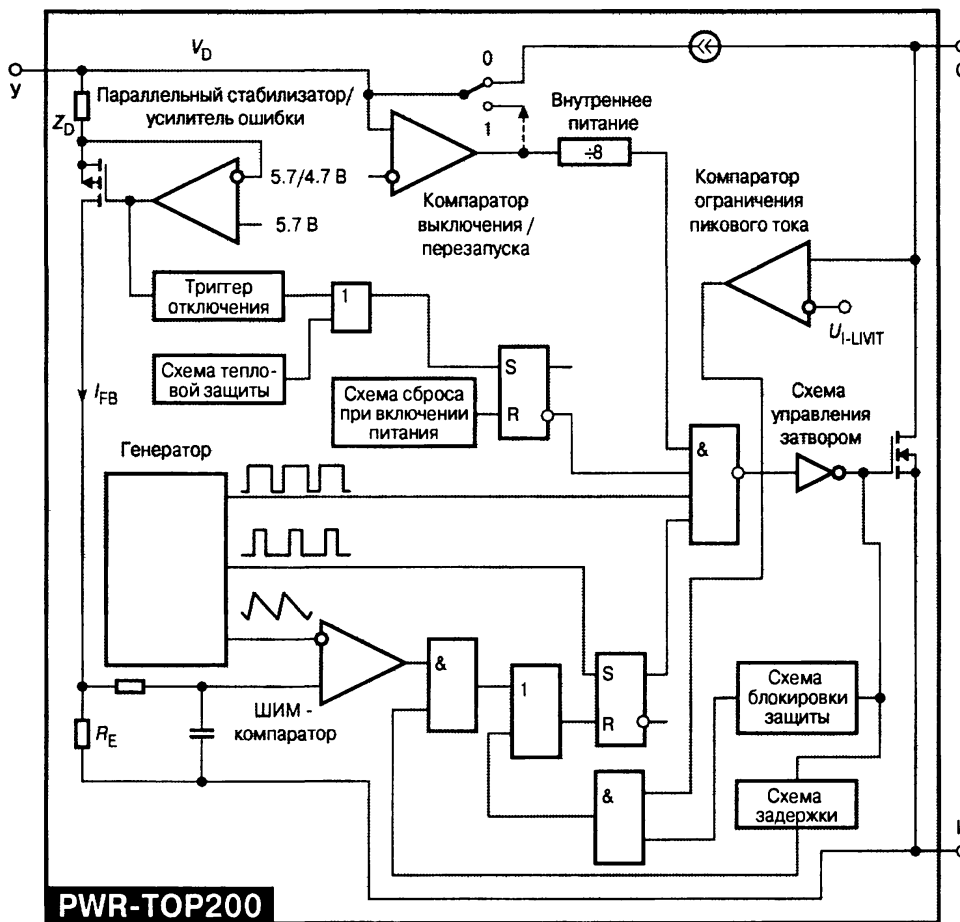 V_D
0
У
Параллельный стабилизатор/
усилитель ошибки
1
Внутреннее
питание
Z_D
÷8
5.7/4.7 В
Компаратор
выключения /
перезапуска
5.7 В
Компаратор
ограничения
пикового тока
Триггер
отключения
1
U_I-LIVIT
Схема тепло-
вой защиты
S
I_FB
Схема сброса
при включении
питания
R
Схема
управления
затвором
Генератор
&
&
S
Схема
блокировки
защиты
1
ШИМ -
компаратор
R_E
R
&
Схема
задержки
PWR-TOP200